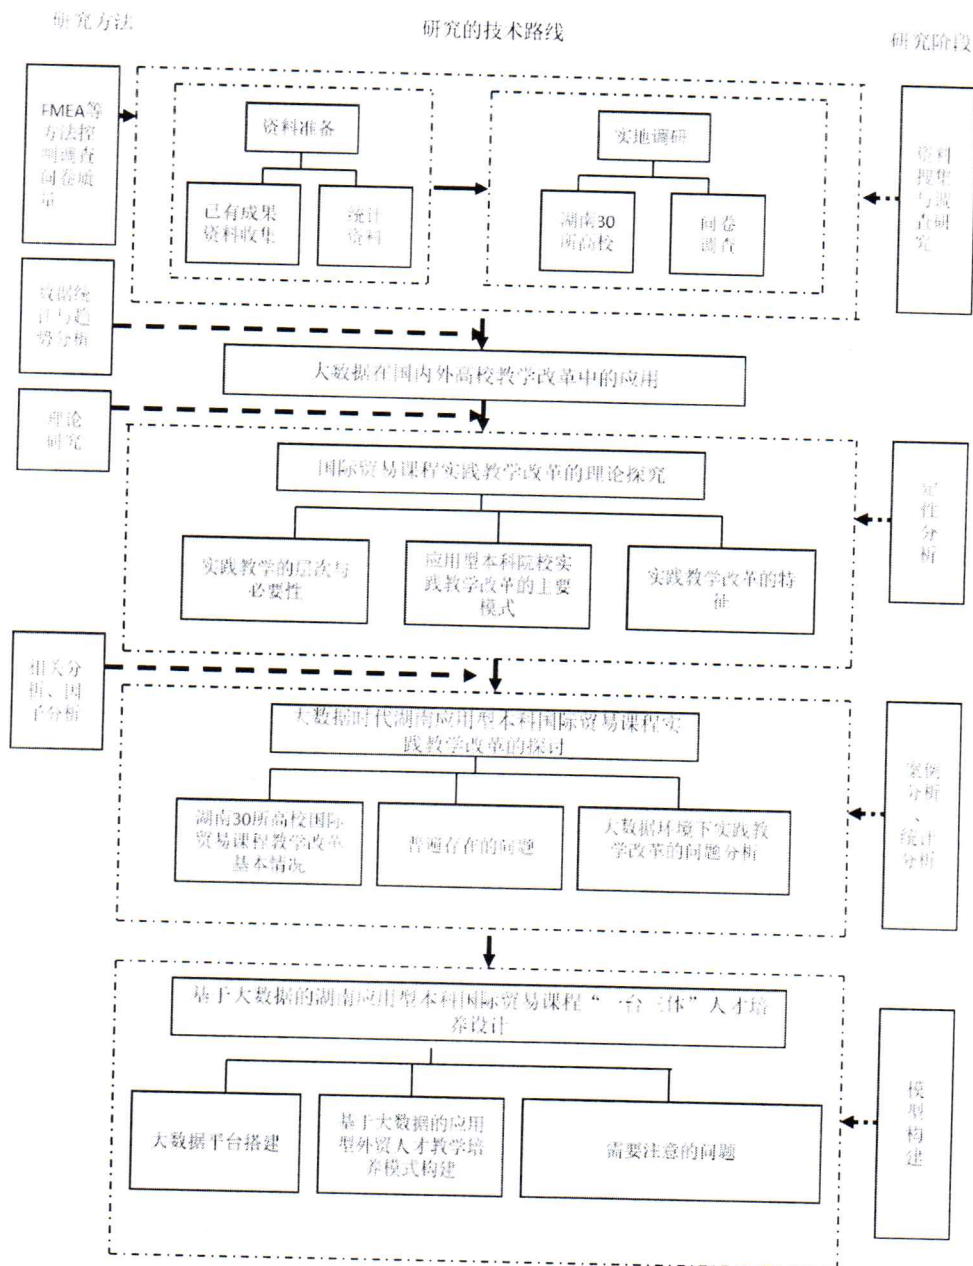 研究方法
研究的技术路线
研究阶段
FMEA等
方法控
制调查
问卷质
量
资料准备
已有成果
资料收集
统计
资料
实地调研
湖南30
所高校
问卷
调查
资料
搜集
与调
查研
究
数据统
计与趋
势分析
大数据在国内外高校教学改革中的应用
理论
研究
国际贸易课程实践教学改革的理论探究
实践教学的层次与
必要性
应用型本科院校实
践教学改革的主要
模式
实践教学改革的特
征
定
性
分
析
相关分
析、因
子分析
大数据时代湖南应用型本科国际贸易课程实
践教学改革的探讨
湖南30所高校国际
贸易课程教学改革
基本情况
普遍存在的问题
大数据环境下实践教
学改革的问题分析
案例
分析
、
统计
分析
基于大数据的湖南应用型本科国际贸易课程“一台三体”人才培
养设计
大数据平台搭建
基于大数据的应用
型外贸人才教学培
养模式构建
需要注意的问题
模
型
构
建